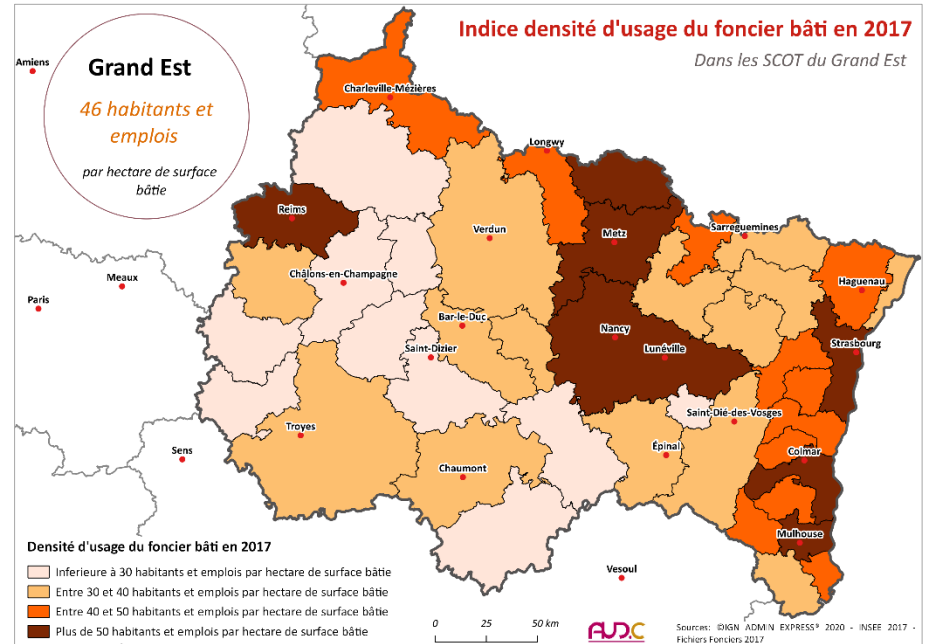 Indice densité d'usage du foncier bâti en 2017
Dans les SCOT du Grand Est
Grand Est
46 habitants et
emplois
par hectare de surface
bâtie
Amiens
Charleville-Mézières
Longwy
Reims
Verdun
Metz
Sarreguemines
Meaux
Châlons-en-Champagne
Haguenau
Paris
Bar-le-Duc
Nancy
Saint-Dizier
Lunéville
Strasbourg
Troyes
Saint-Dié-des-Vosges
Sens
Chaumont
Épinal
Colmar
Mulhouse
Vesoul
Densité d'usage du foncier bâti en 2017
Inferieure à 30 habitants et emplois par hectare de surface bâtie
Entre 30 et 40 habitants et emplois par hectare de surface bâtie
Entre 40 et 50 habitants et emplois par hectare de surface bâtie
Plus de 50 habitants et emplois par hectare de surface bâtie
0 25 50 km
AUD.C
Sources: ©IGN ADMIN EXPRESS® 2020 - INSEE 2017 -
Fichiers Fonciers 2017